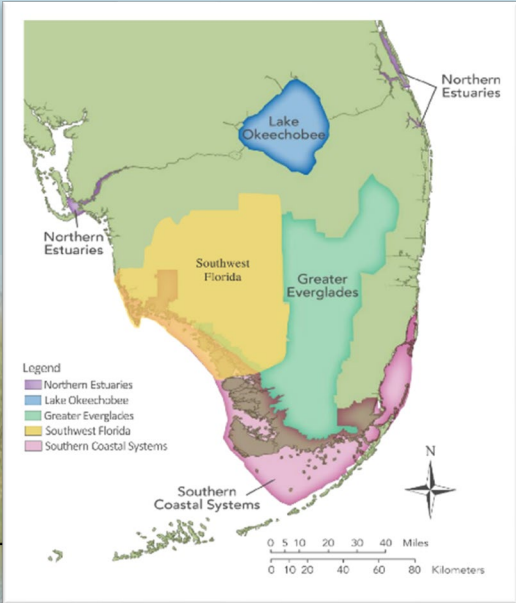 Northern
Estuaries
Lake
Okeechobee
Northern
Estuaries
Southwest
Florida
Greater
Everglades
Legend
Northern Estuaries
Lake Okeechobee
Greater Everglades
Southwest Florida
Southern Coastal Systems
Southern
Coastal Systems
N
0 5 10 20 30 40 Miles
0 10 20 40 60 80 Kilometers